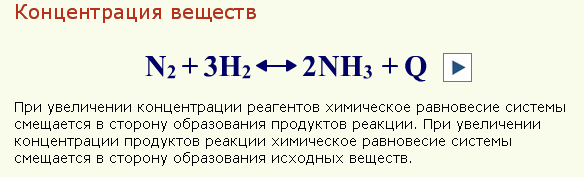 Концентрация веществ
N₂ + 3H₂ ↔ 2NH₃ + Q
При увеличении концентрации реагентов химическое равновесие системы
смещается в сторону образования продуктов реакции. При увеличении
концентрации продуктов реакции химическое равновесие системы
смещается в сторону образования исходных веществ.